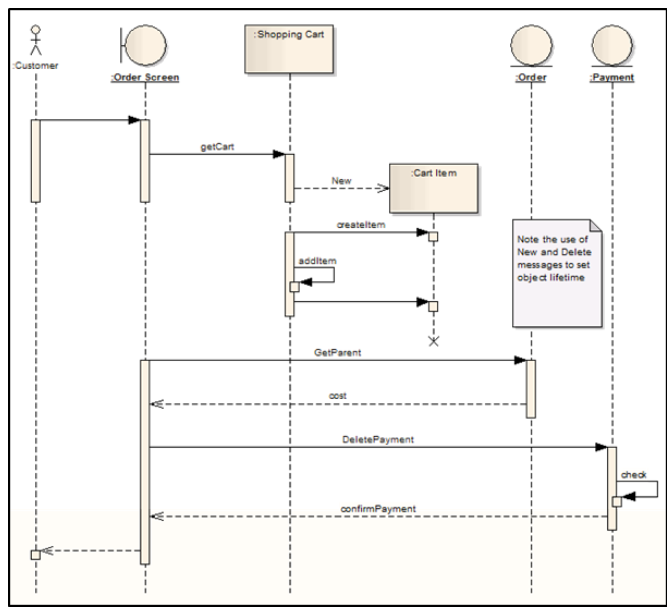 :Customer
:Order Screen
:Shopping Cart
:Order
:Payment
getCart
New
:Cart Item
createItem
addItem
Note the use of
New and Delete
messages to set
object lifetime
GetParent
cost
DeletePayment
check
confirmPayment